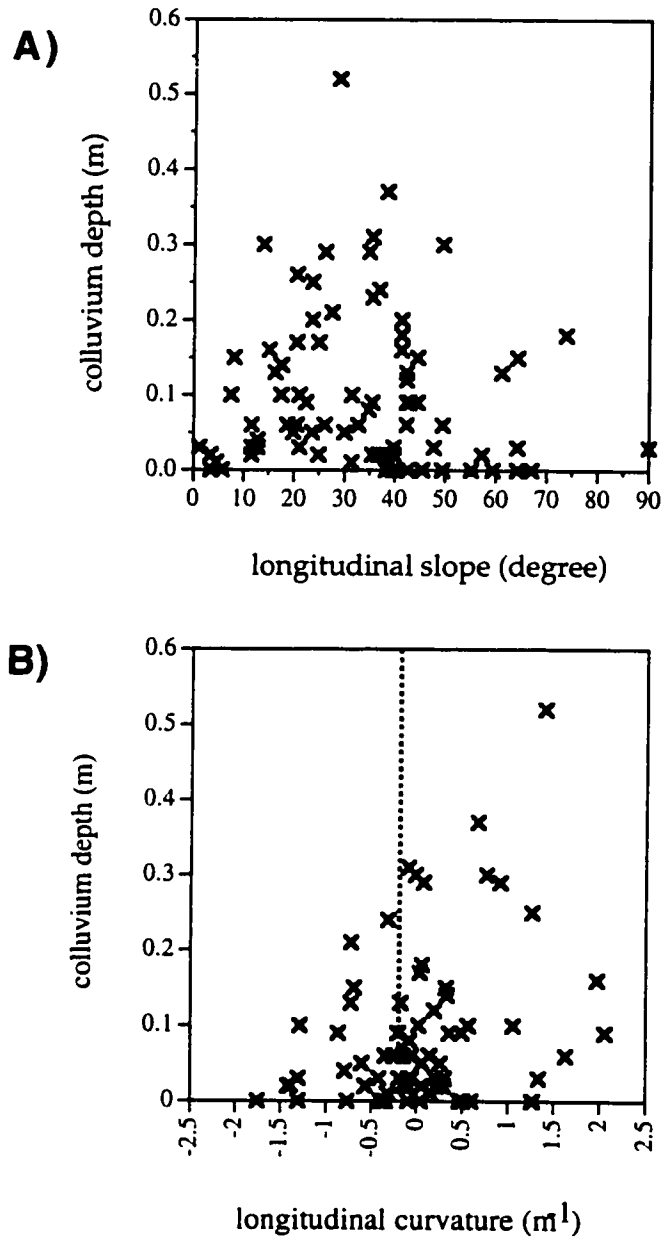 A)
0.6
0.5
0.4
0.3
0.2
0.1
0.0
colluvium depth (m)
0 10 20 30 40 50 60 70 80 90
longitudinal slope (degree)
B)
0.6
0.5
0.4
0.3
0.2
0.1
0
colluvium depth (m)
-2.5 -2 -1.5 -1 -0.5 0 0.5 1 1.5 2 2.5
longitudinal curvature (m̄¹)